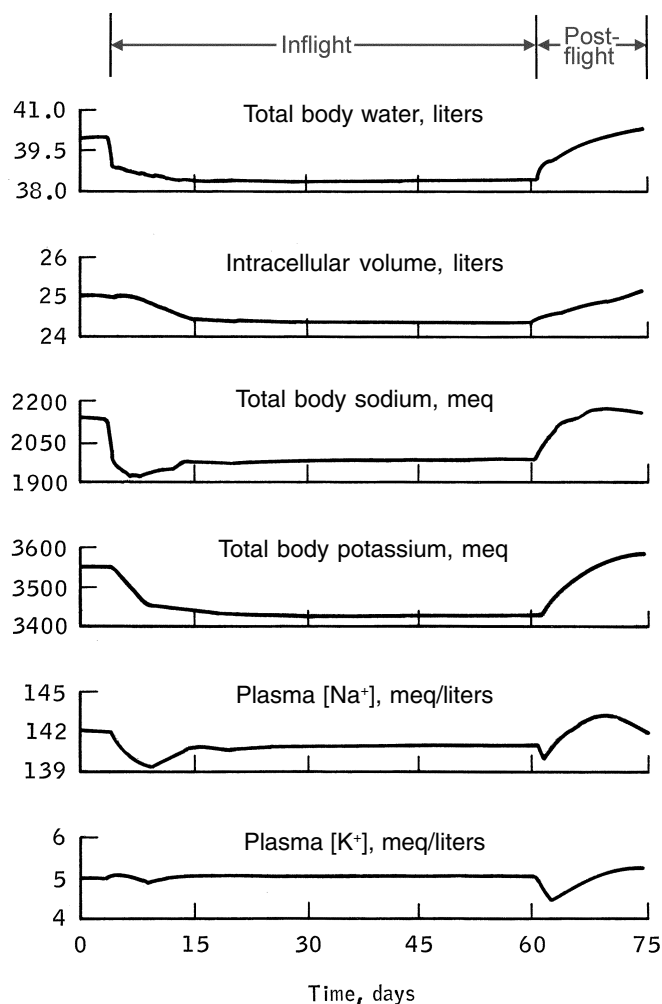 Inflight
Post-
flight
Total body water, liters
41.0
39.5
38.0
Intracellular volume, liters
26
25
24
Total body sodium, meq
2200
2050
1900
Total body potassium, meq
3600
3500
3400
Plasma [Na⁺], meq/liters
145
142
139
Plasma [K⁺], meq/liters
6
5
4
0 15 30 45 60 75
Time, days